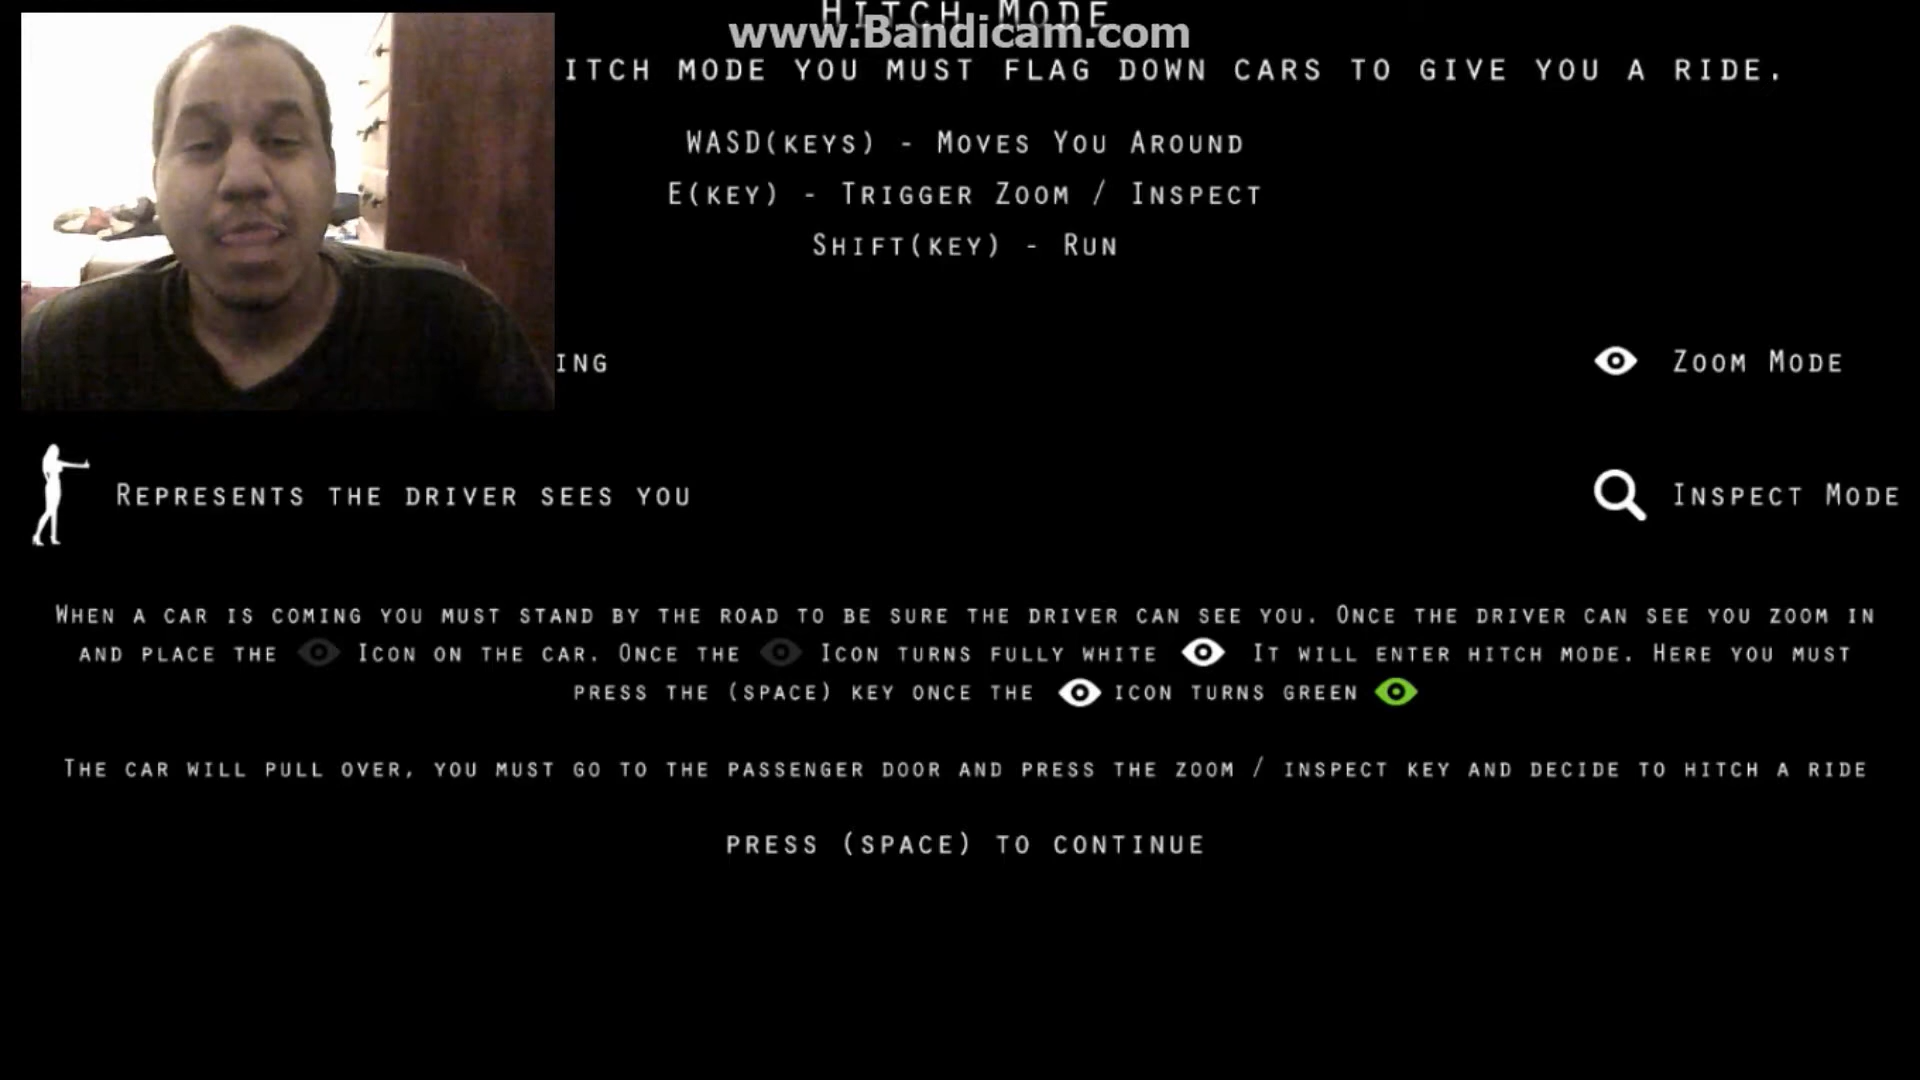 Hitch Mode
www.Bandicam.com
itch mode you must flag down cars to give you a ride.
WASD(keys) - Moves You Around
E(key) - Trigger Zoom / Inspect
Shift(key) - Run
ing
Zoom Mode
Represents the driver sees you
Inspect Mode
When a car is coming you must stand by the road to be sure the driver can see you. Once the driver can see you zoom in
and place the Icon on the car. Once the Icon turns fully white It will enter hitch mode. Here you must
press the (space) key once the icon turns green
The car will pull over, you must go to the passenger door and press the zoom / inspect key and decide to hitch a ride
press (space) to continue